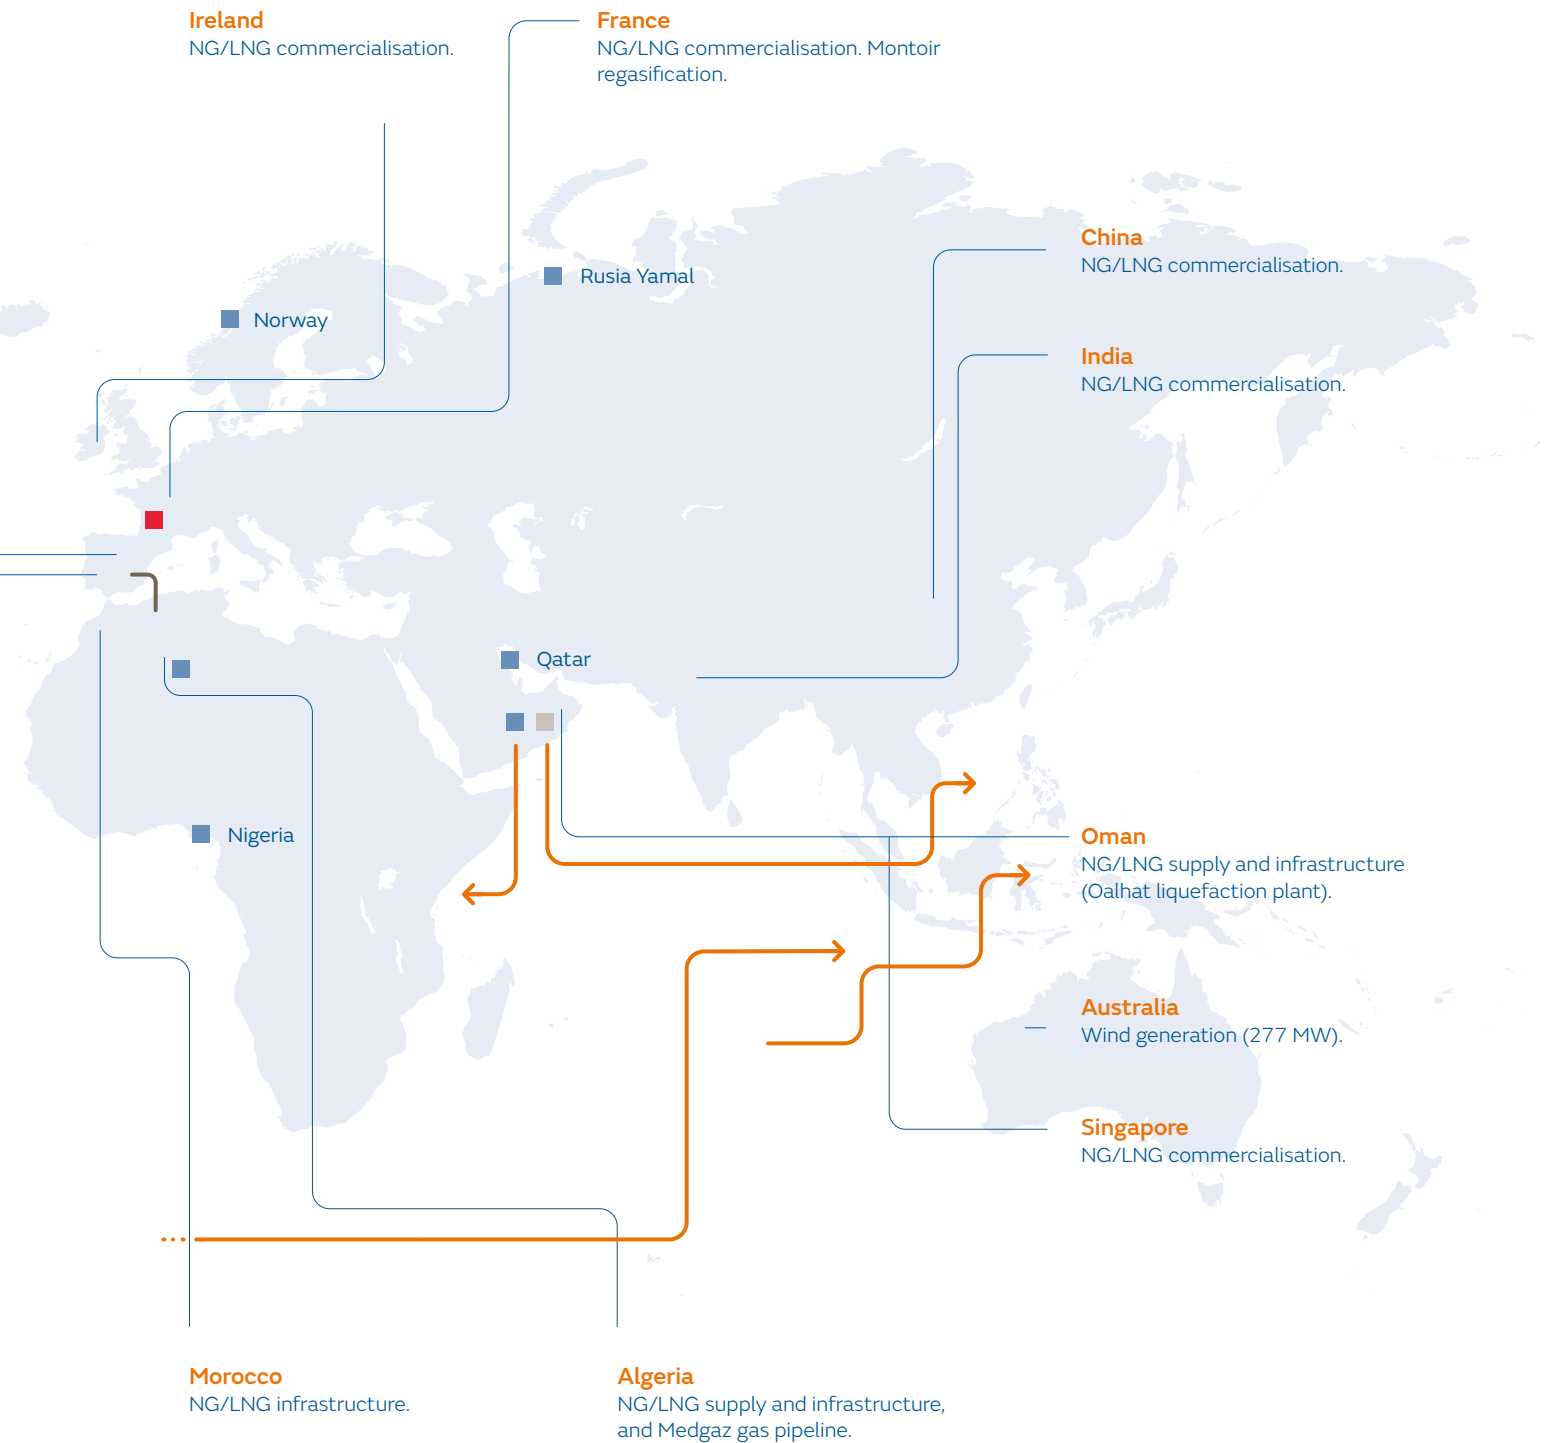 Ireland
NG/LNG commercialisation.
France
NG/LNG commercialisation. Montoir
regasification.
China
NG/LNG commercialisation.
Rusia Yamal
Norway
India
NG/LNG commercialisation.
Qatar
Nigeria
Oman
NG/LNG supply and infrastructure
(Oalhat liquefaction plant).
Australia
Wind generation (277 MW).
Singapore
NG/LNG commercialisation.
Morocco
NG/LNG infrastructure.
Algeria
NG/LNG supply and infrastructure,
and Medgaz gas pipeline.